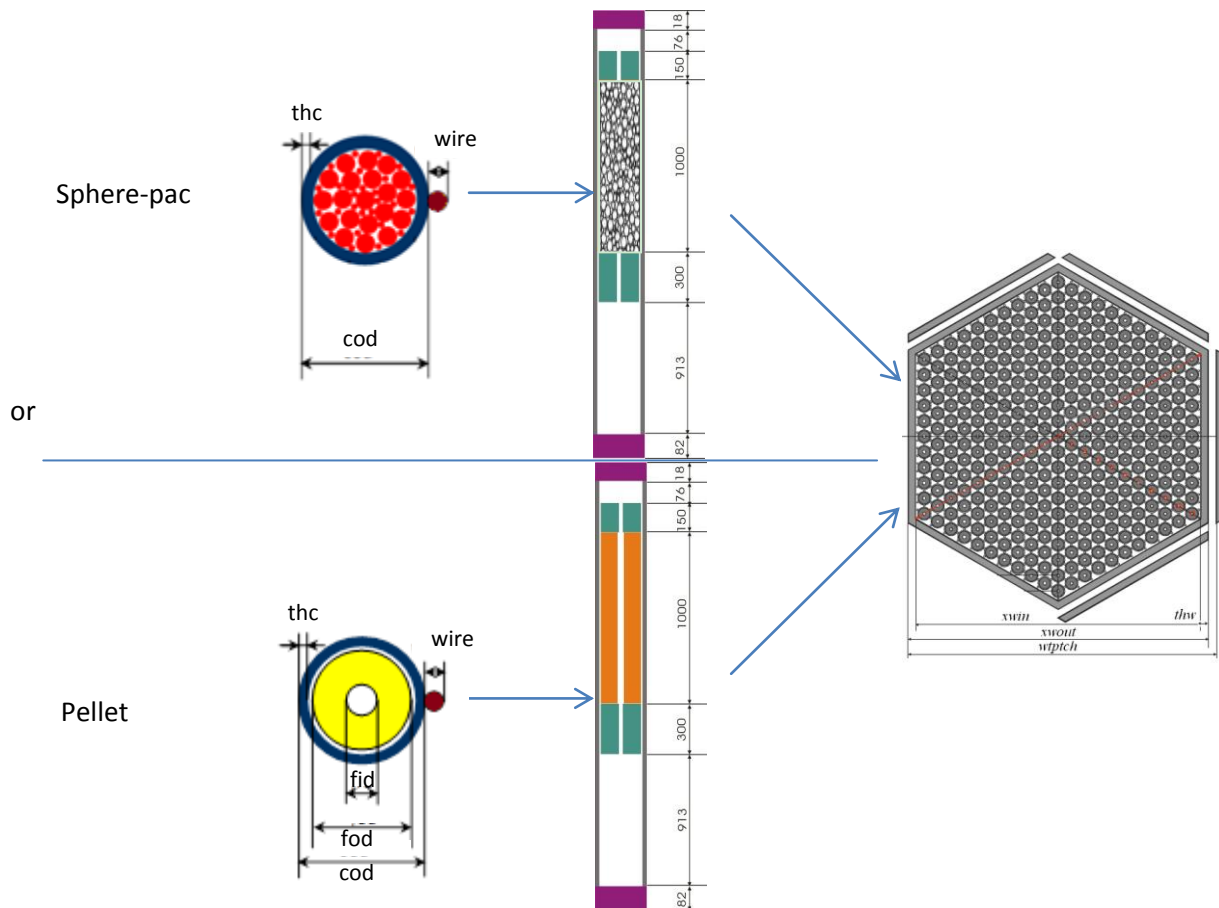 thc
wire
Sphere-pac
cod
18
76
150
1000
300
913
82
or
18
76
150
1000
300
913
82
thc
wire
Pellet
fid
fod
cod
xwin
thw
xwout
wtptch